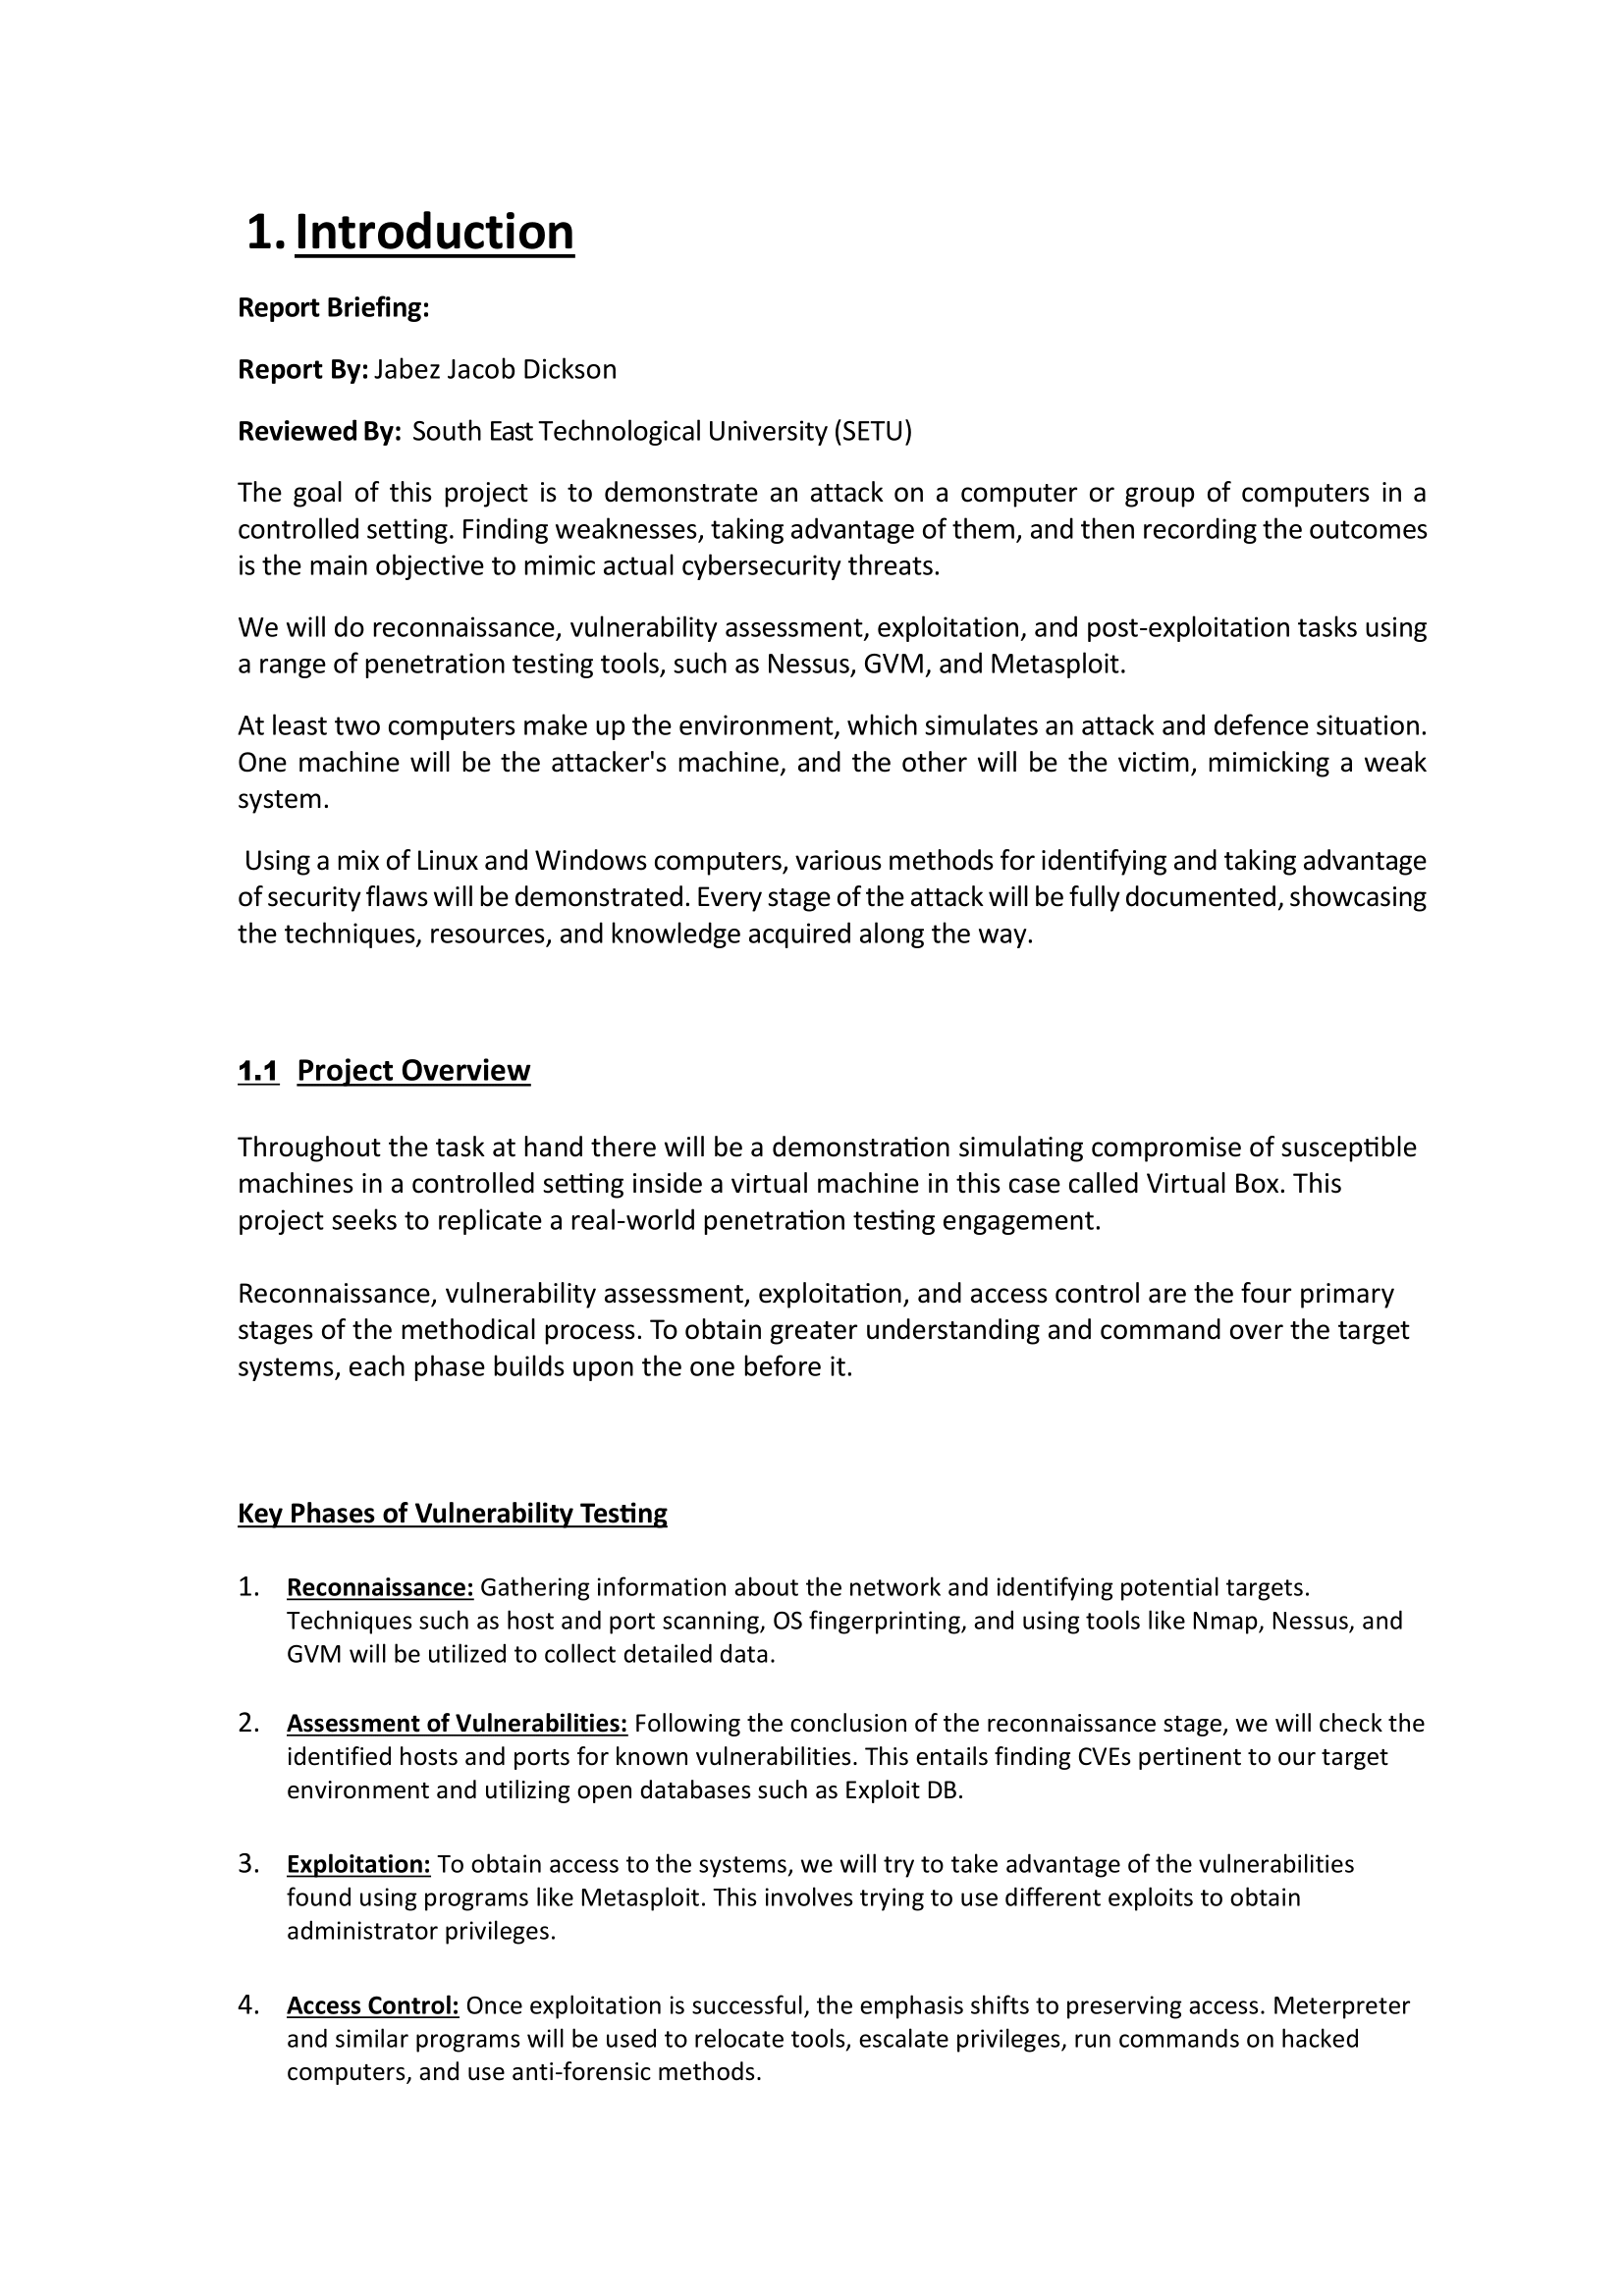 1. Introduction
Report Briefing:
Report By: Jabez Jacob Dickson
Reviewed By: South East Technological University (SETU)
The goal of this project is to demonstrate an attack on a computer or group of computers in a
controlled setting. Finding weaknesses, taking advantage of them, and then recording the outcomes
is the main objective to mimic actual cybersecurity threats.
We will do reconnaissance, vulnerability assessment, exploitation, and post-exploitation tasks using
a range of penetration testing tools, such as Nessus, GVM, and Metasploit.
At least two computers make up the environment, which simulates an attack and defence situation.
One machine will be the attacker's machine, and the other will be the victim, mimicking a weak
system.
Using a mix of Linux and Windows computers, various methods for identifying and taking advantage
of security flaws will be demonstrated. Every stage of the attack will be fully documented, showcasing
the techniques, resources, and knowledge acquired along the way.
1.1 Project Overview
Throughout the task at hand there will be a demonstration simulating compromise of susceptible
machines in a controlled setting inside a virtual machine in this case called Virtual Box. This
project seeks to replicate a real-world penetration testing engagement.
Reconnaissance, vulnerability assessment, exploitation, and access control are the four primary
stages of the methodical process. To obtain greater understanding and command over the target
systems, each phase builds upon the one before it.
Key Phases of Vulnerability Testing
1. Reconnaissance: Gathering information about the network and identifying potential targets.
Techniques such as host and port scanning, OS fingerprinting, and using tools like Nmap, Nessus, and
GVM will be utilized to collect detailed data.
2. Assessment of Vulnerabilities: Following the conclusion of the reconnaissance stage, we will check the
identified hosts and ports for known vulnerabilities. This entails finding CVEs pertinent to our target
environment and utilizing open databases such as Exploit DB.
3. Exploitation: To obtain access to the systems, we will try to take advantage of the vulnerabilities
found using programs like Metasploit. This involves trying to use different exploits to obtain
administrator privileges.
4. Access Control: Once exploitation is successful, the emphasis shifts to preserving access. Meterpreter
and similar programs will be used to relocate tools, escalate privileges, run commands on hacked
computers, and use anti-forensic methods.